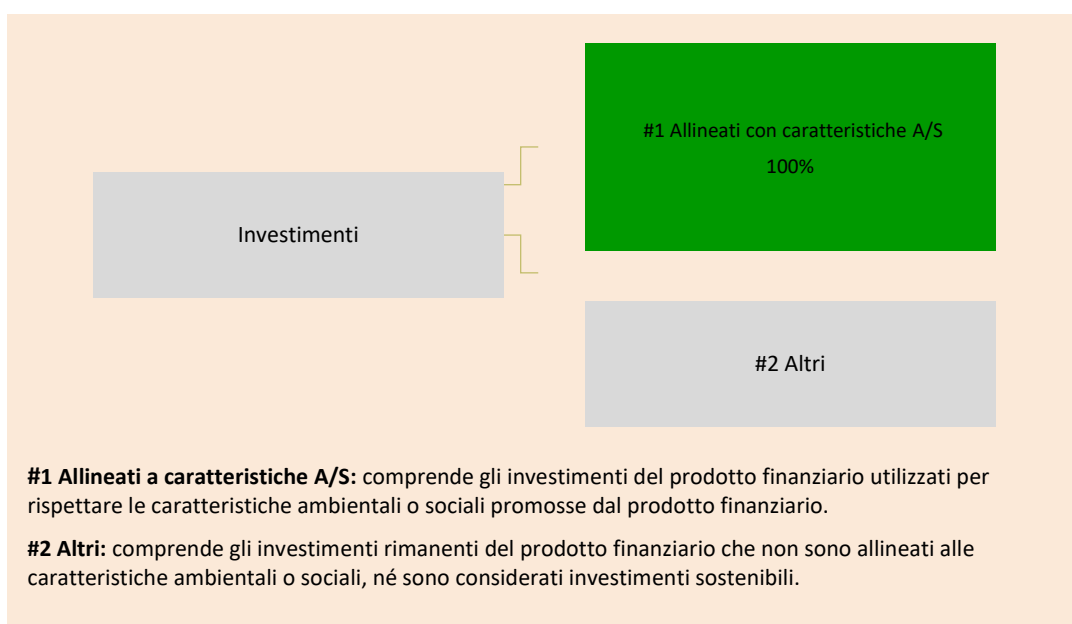 #1 Allineati con caratteristiche A/S
100%
Investimenti
#2 Altri
#1 Allineati a caratteristiche A/S: comprende gli investimenti del prodotto finanziario utilizzati per
rispettare le caratteristiche ambientali o sociali promosse dal prodotto finanziario.
#2 Altri: comprende gli investimenti rimanenti del prodotto finanziario che non sono allineati alle
caratteristiche ambientali o sociali, né sono considerati investimenti sostenibili.